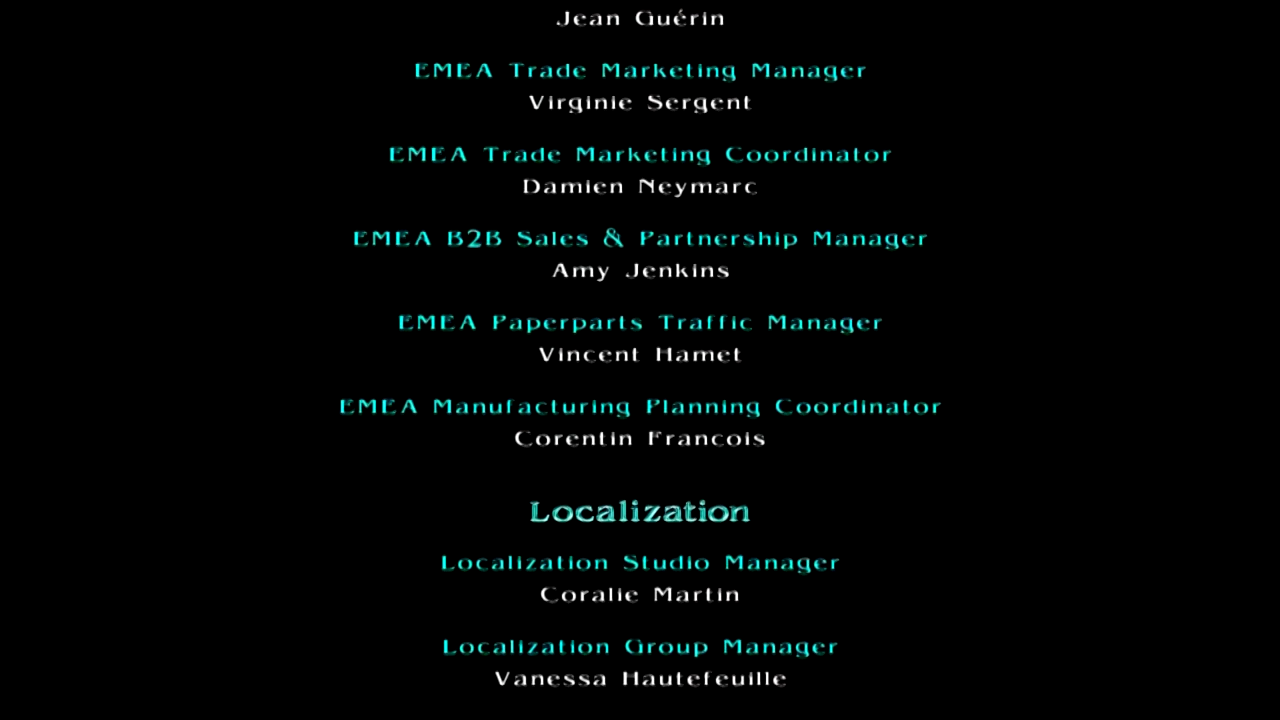 Jean Guérin
EMEA Trade Marketing Manager
Virginie Sergent
EMEA Trade Marketing Coordinator
Damien Neymarc
EMEA B2B Sales & Partnership Manager
Amy Jenkins
EMEA Paperparts Traffic Manager
Vincent Hamet
EMEA Manufacturing Planning Coordinator
Corentin Francois
Localization
Localization Studio Manager
Coralie Martin
Localization Group Manager
Vanessa Hautefeuille